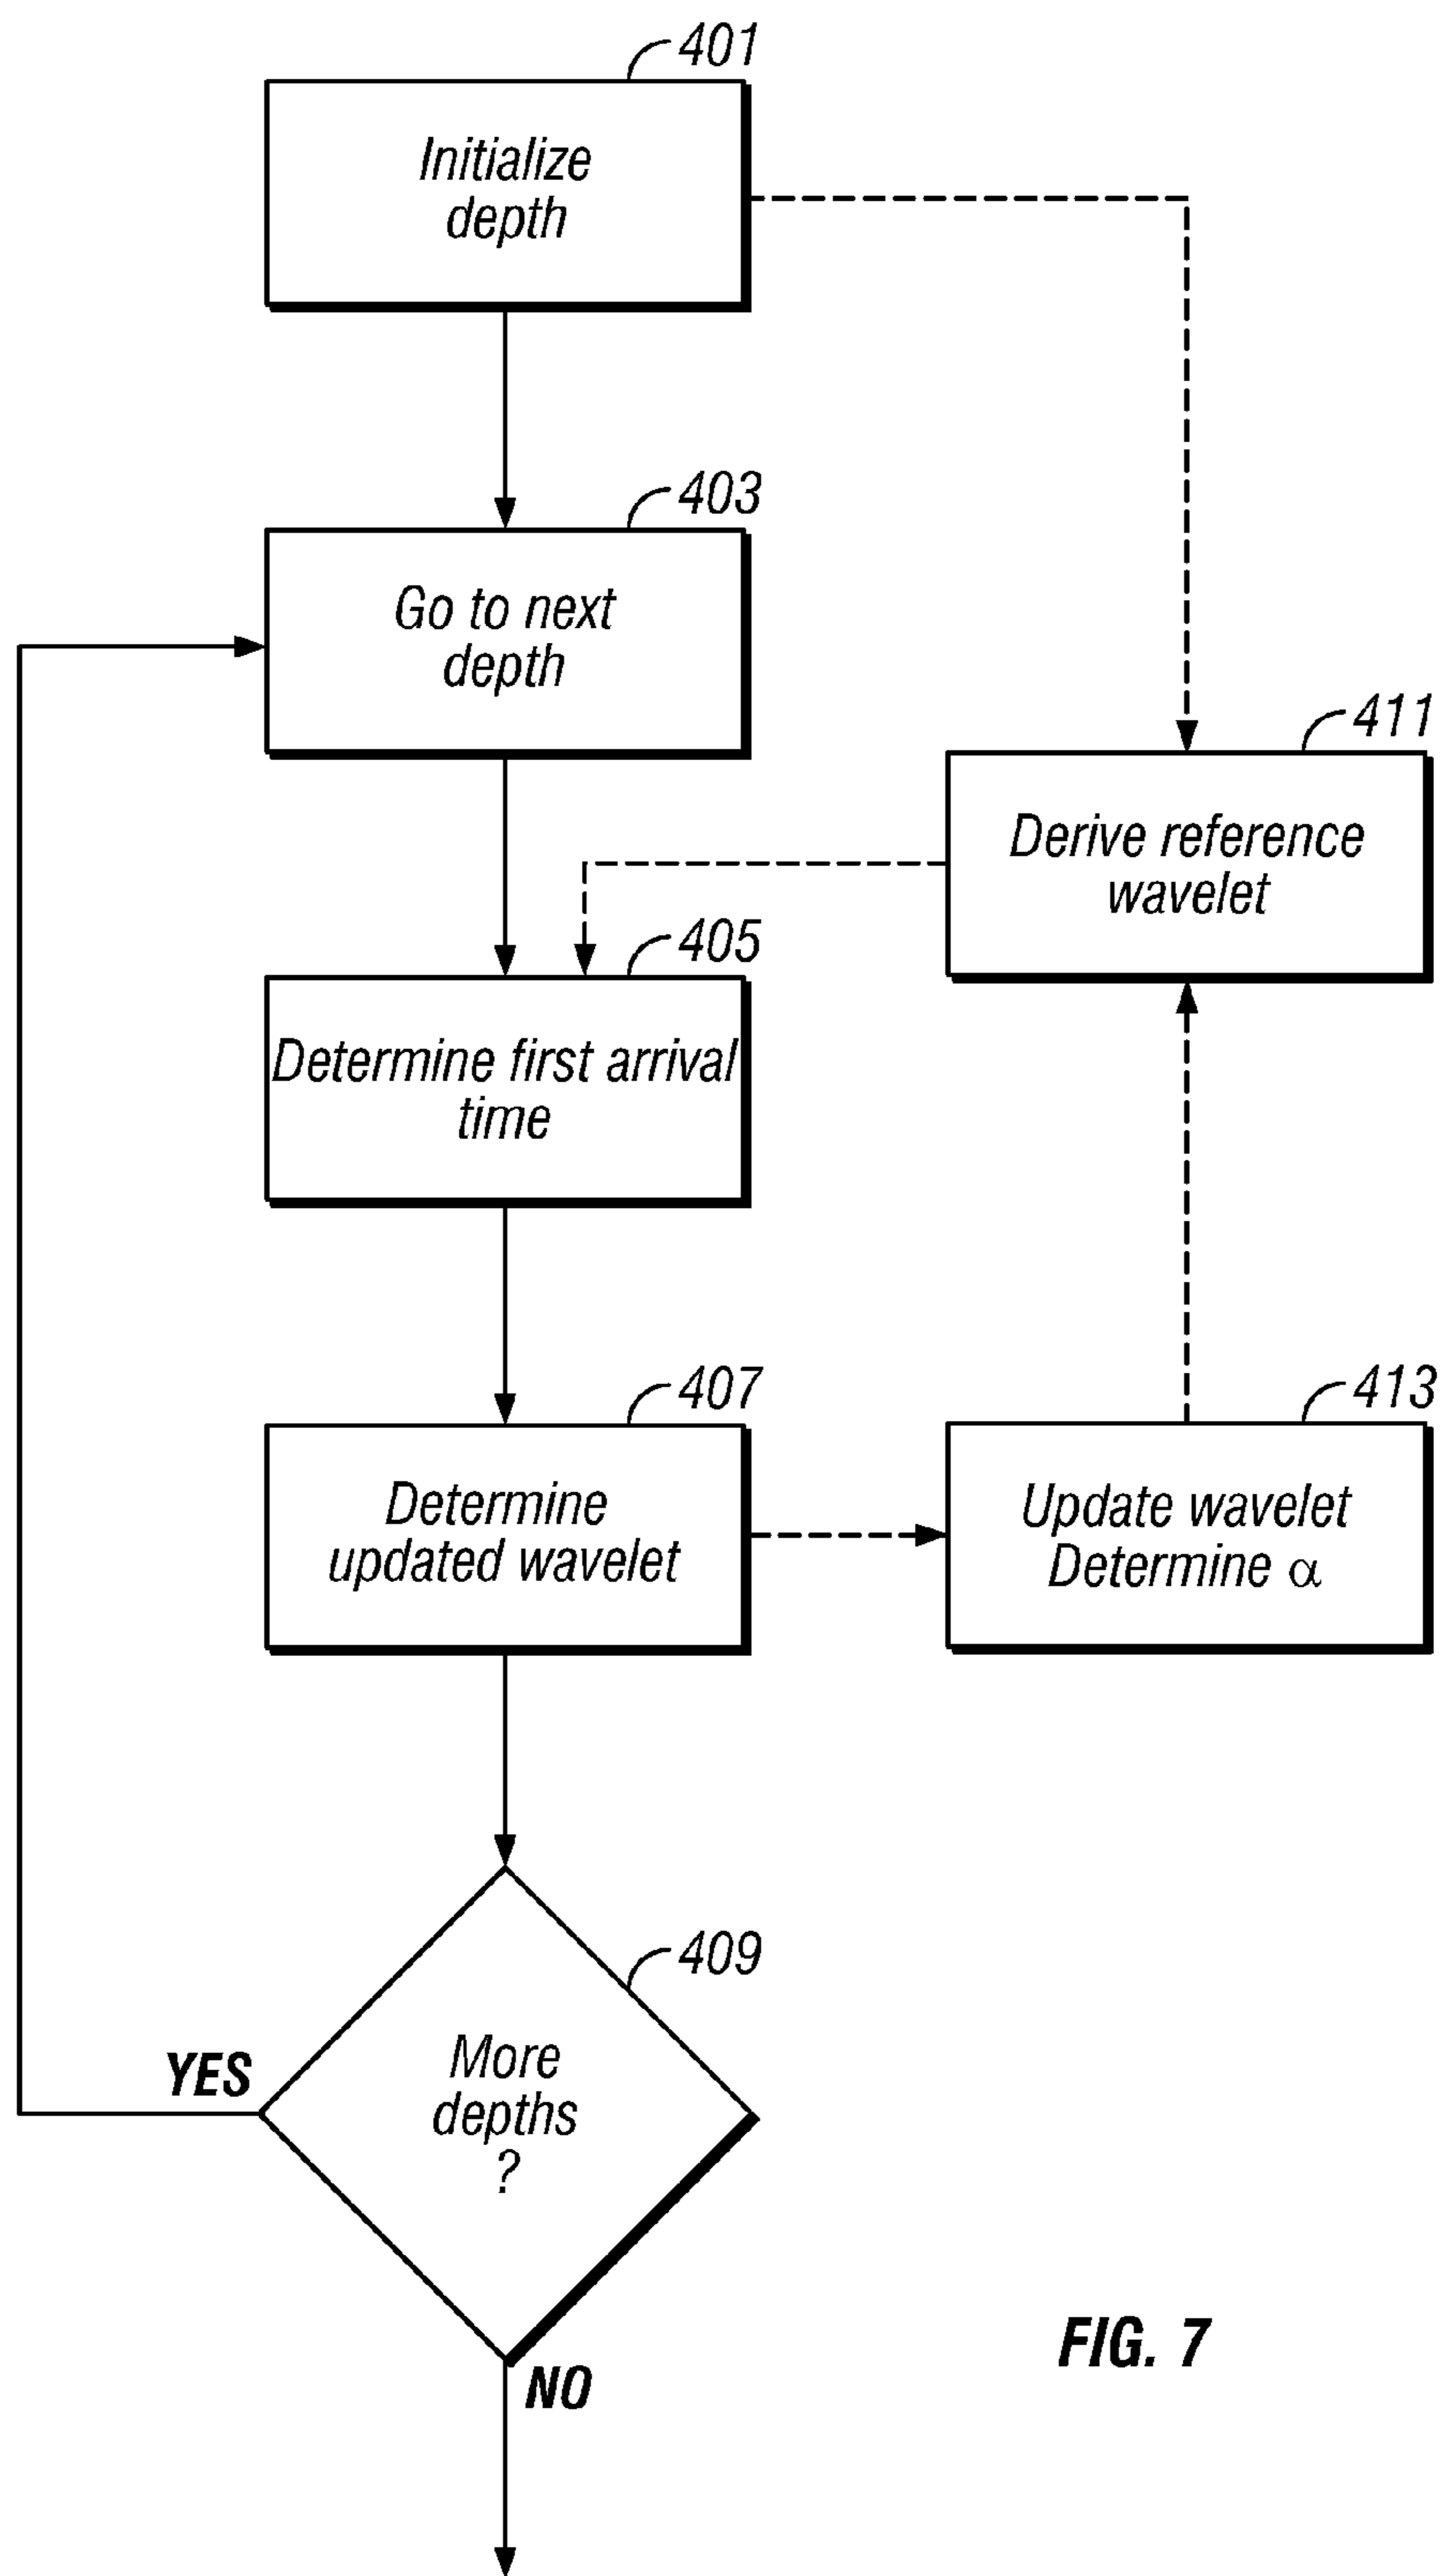 401
Initialize
depth
403
Go to next
depth
411
Derive reference
wavelet
405
Determine first arrival
time
407
Determine
updated wavelet
413
Update wavelet
Determine α
409
More
depths
?
YES
NO
FIG. 7